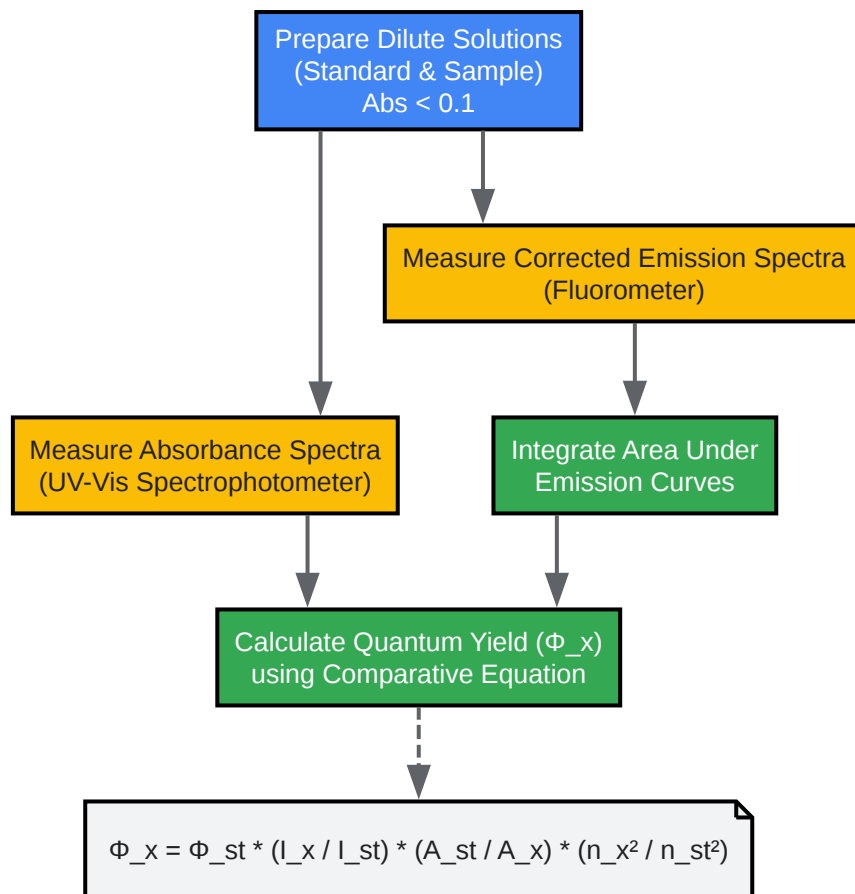 Prepare Dilute Solutions
(Standard & Sample)
Abs < 0.1
Measure Corrected Emission Spectra
(Fluorometer)
Measure Absorbance Spectra
(UV-Vis Spectrophotometer)
Integrate Area Under
Emission Curves
Calculate Quantum Yield (Φ_x)
using Comparative Equation
Φ_x = Φ_st * (I_x / I_st) * (A_st / A_x) * (n_x² / n_st²)